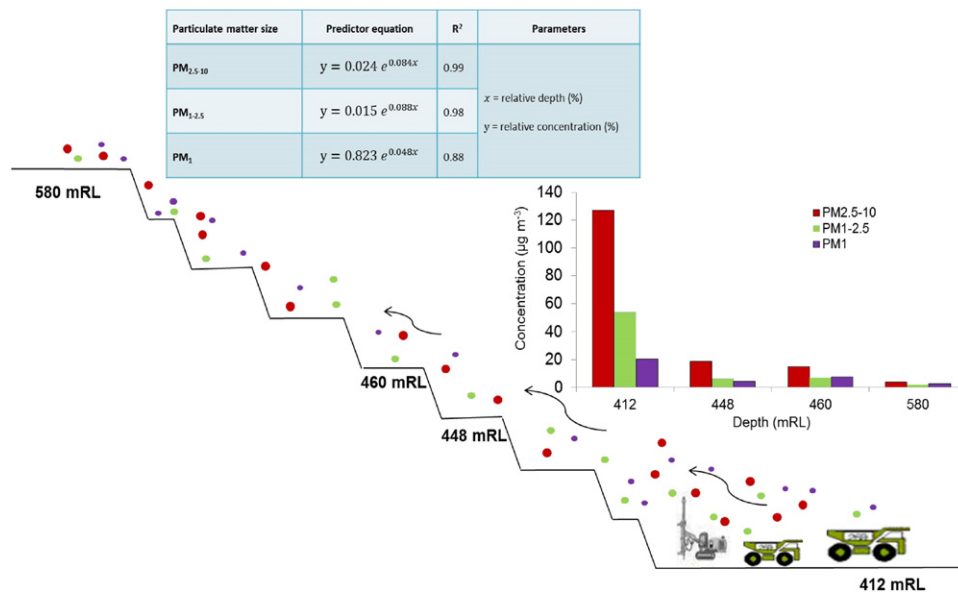 Particulate matter size Predictor equation R² Parameters
PM₂.₅-₁₀ y = 0.024 e^0.084x 0.99
x = relative depth (%)
PM₁-₂.₅ y = 0.015 e^0.088x 0.98
y = relative concentration (%)
PM₁ y = 0.823 e^0.048x 0.88
580 mRL
460 mRL
448 mRL
412 mRL
Concentration (µg m⁻³)
140
120
100
80
60
40
20
0
PM2.5-10
PM1-2.5
PM1
412 448 460 580
Depth (mRL)